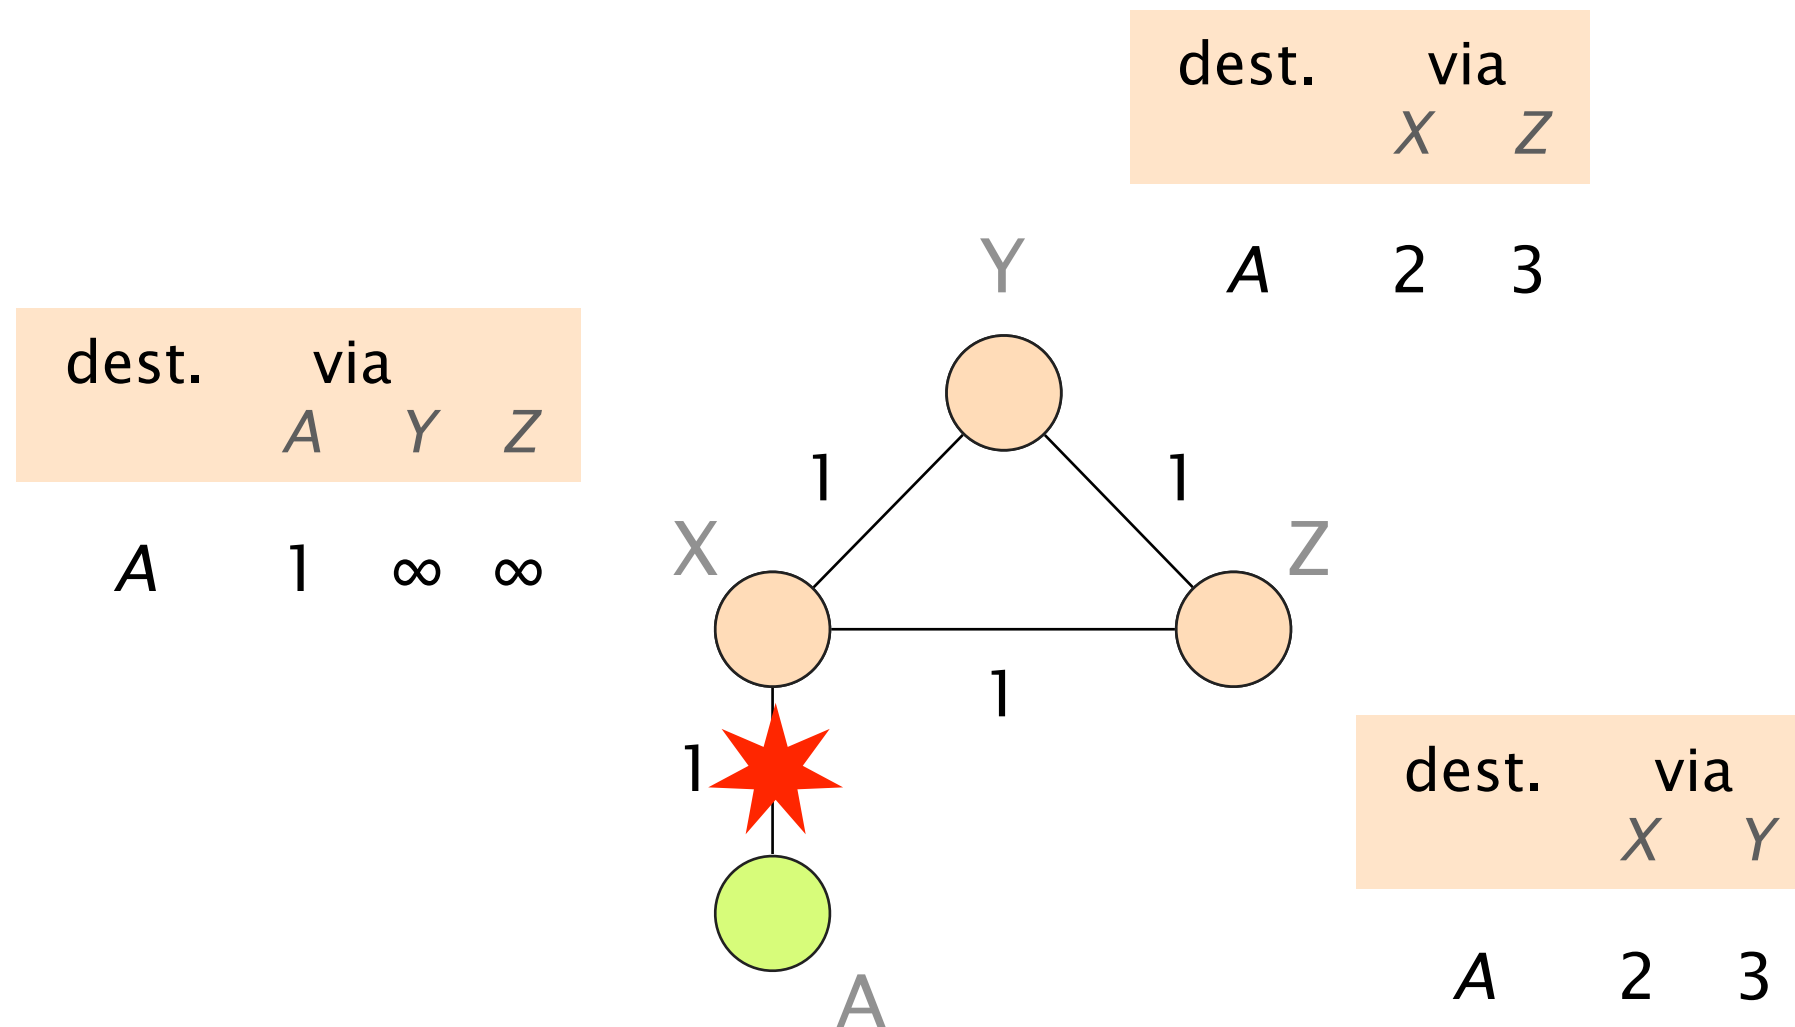 dest. via
X Z
A 2 3
Y
dest. via
A Y Z
A 1 ∞ ∞
1 1
X Z
1
1
dest. via
X Y
A 2 3
A